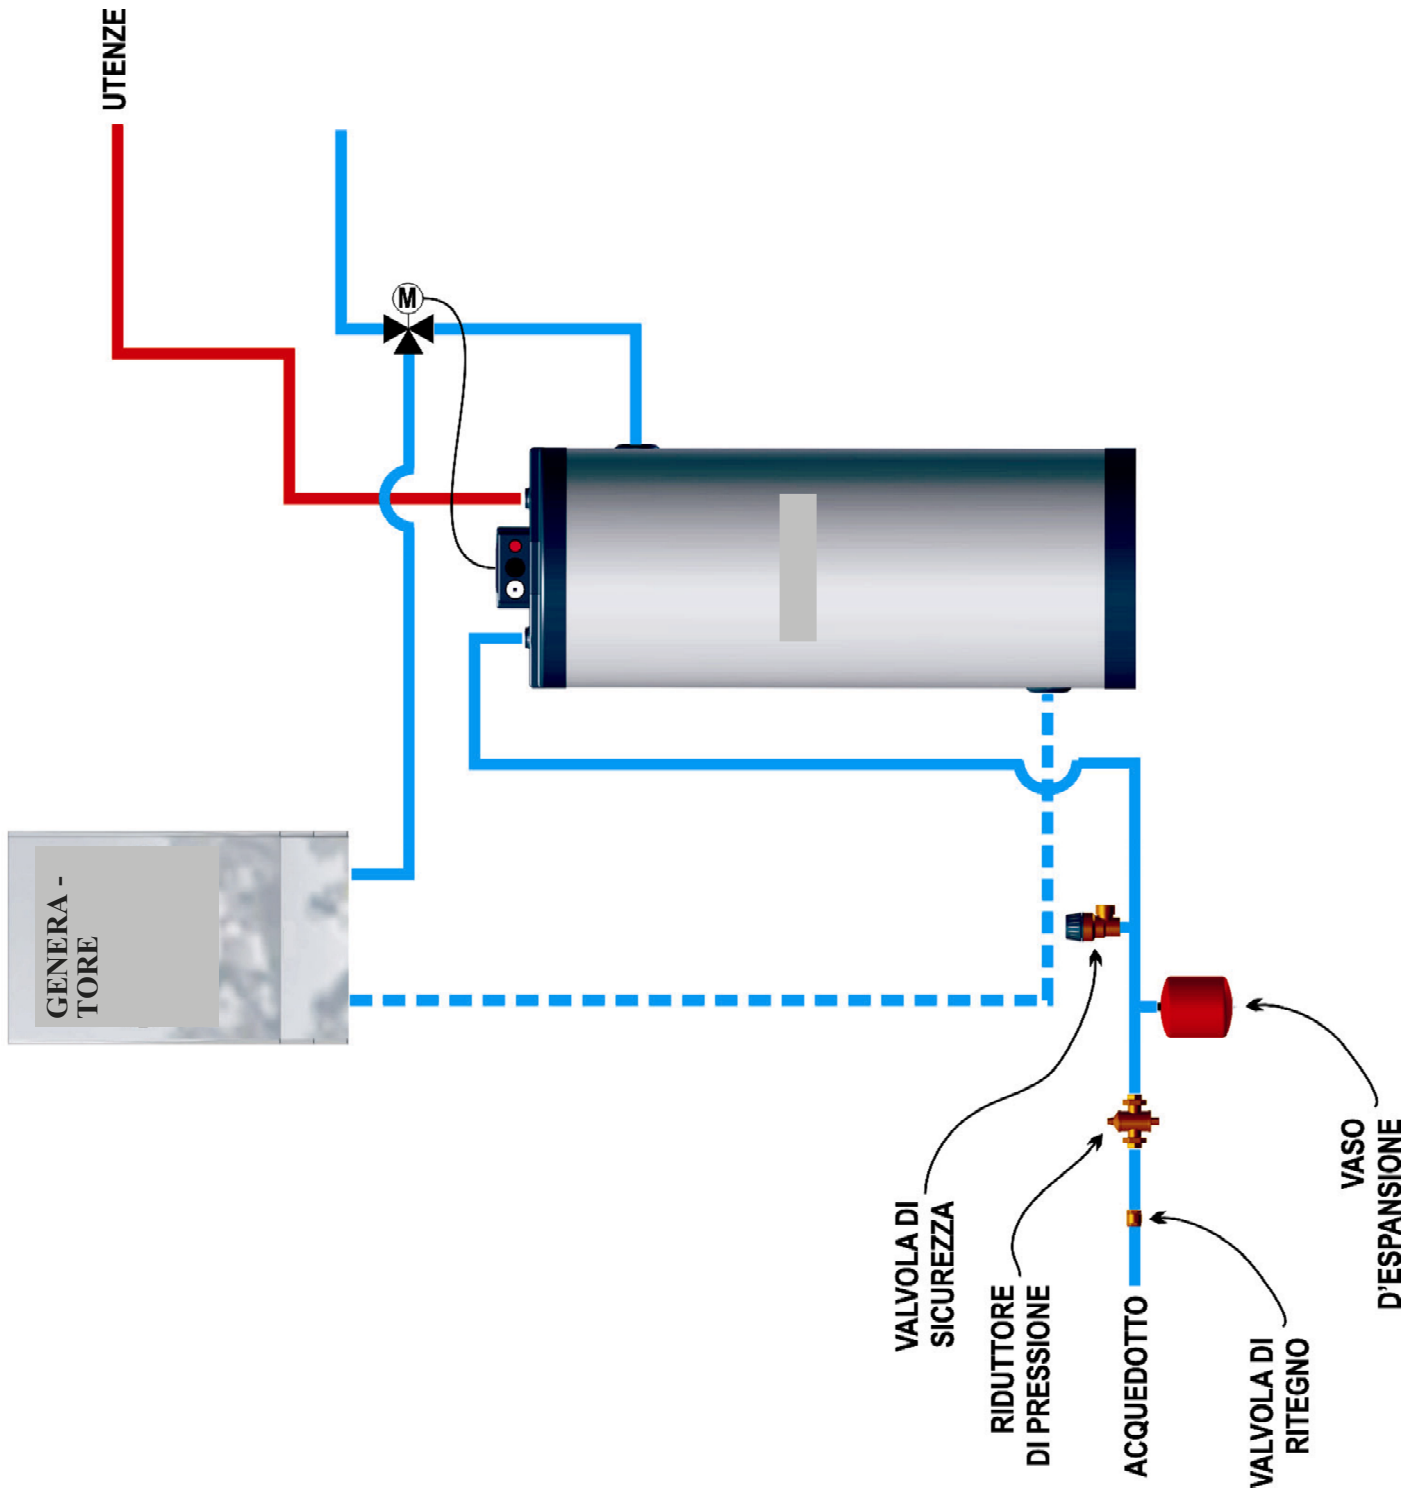 UTENZE
M
GENERA -
TORE
VALVOLA DI
SICUREZZA
RIDUTTORE
DI PRESSIONE
ACQUEDOTTO
VALVOLA DI
RITEGNO
VASO
D'ESPANSIONE